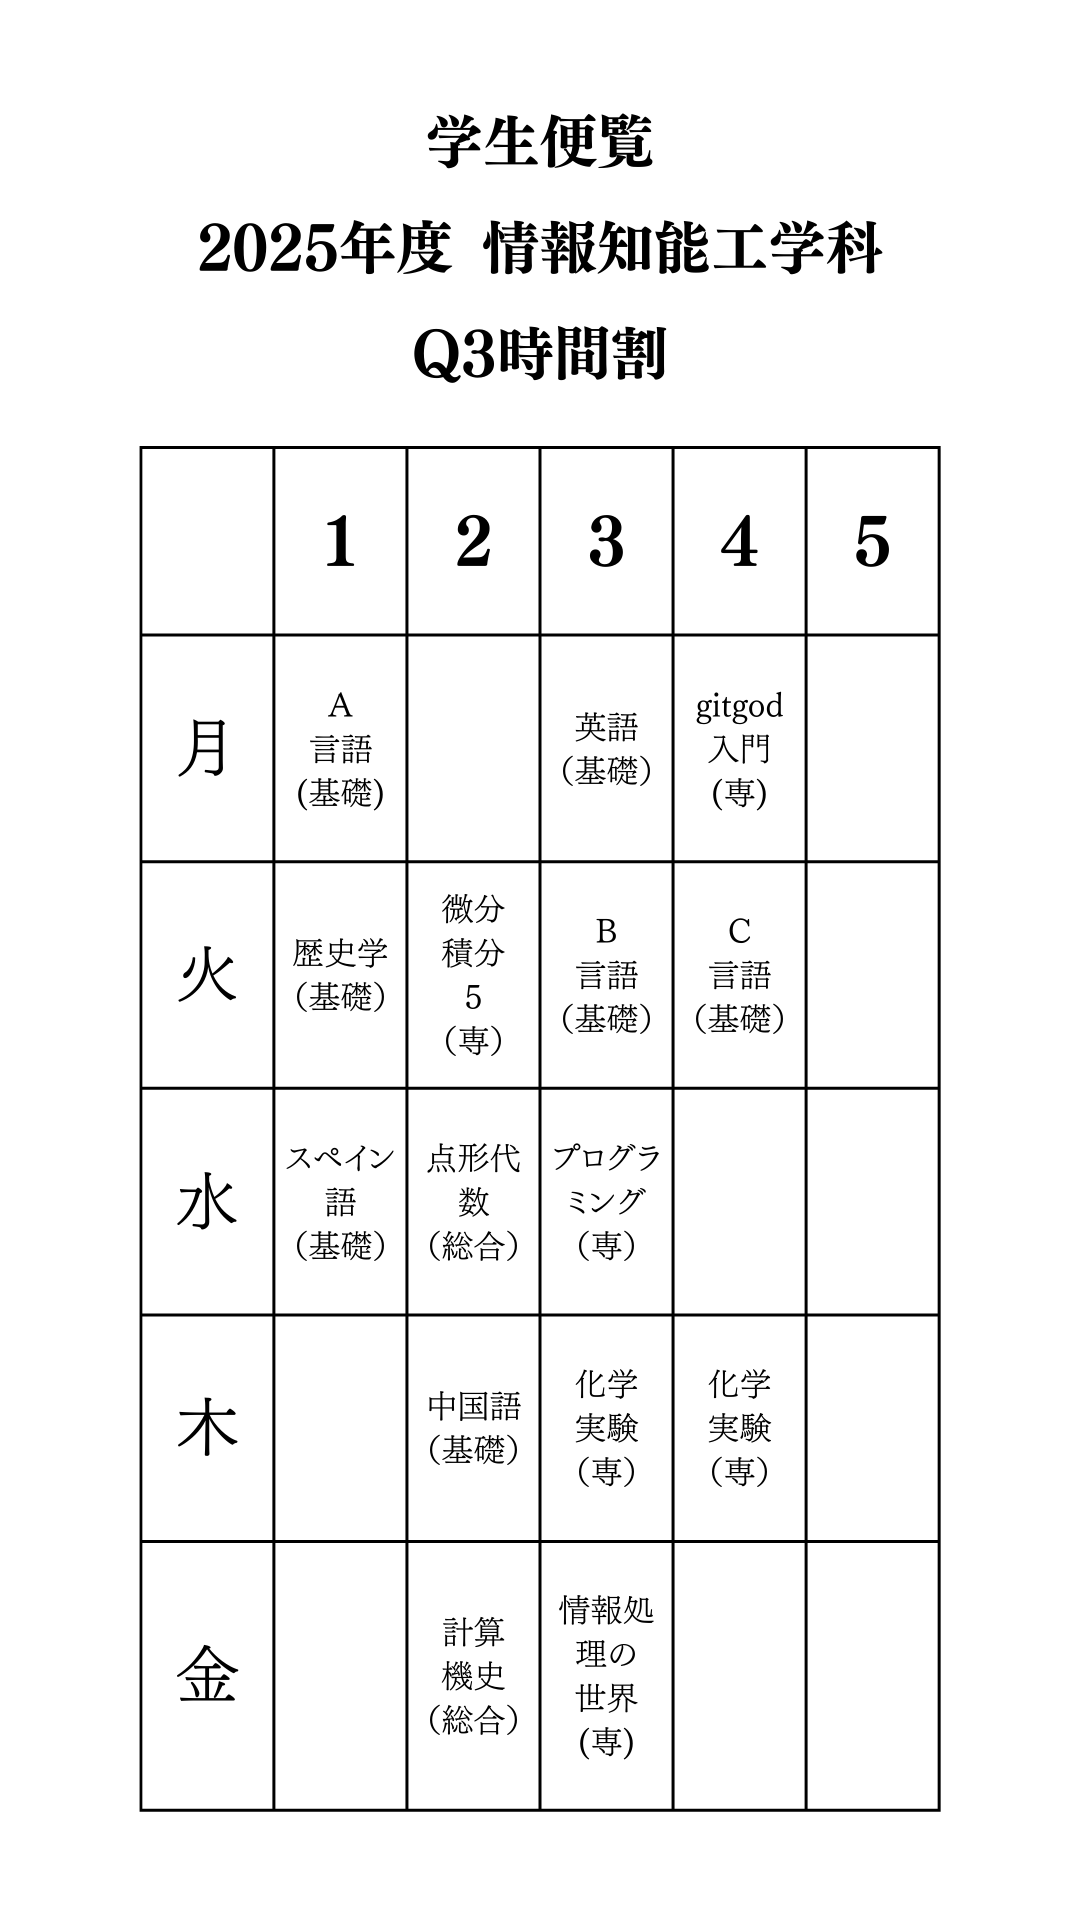 学生便覧
2025年度 情報知能工学科
Q3時間割
1 2 3 4 5
月
A
言語
(基礎)
英語
（基礎）
gitgod
入門
(専)
火
歴史学
（基礎）
微分
積分
5
（専）
B
言語
（基礎）
C
言語
（基礎）
水
スペイン
語
（基礎）
点形代
数
（総合）
プログラ
ミング
（専）
木
中国語
（基礎）
化学
実験
（専）
化学
実験
（専）
金
計算
機史
（総合）
情報処
理の
世界
(専)